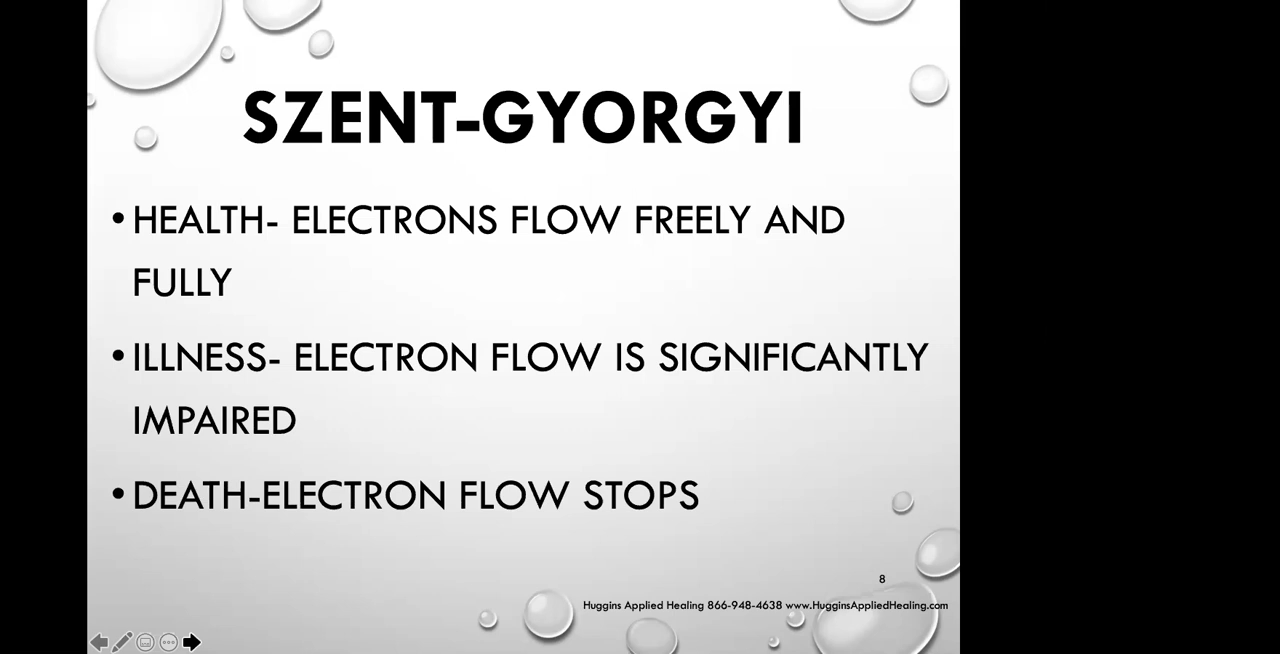 SZENT-GYORGYI
• HEALTH- ELECTRONS FLOW FREELY AND
FULLY
• ILLNESS- ELECTRON FLOW IS SIGNIFICANTLY
IMPAIRED
• DEATH-ELECTRON FLOW STOPS
8
Huggins Applied Healing 866-948-4638 www.HugginsAppliedHealing.com